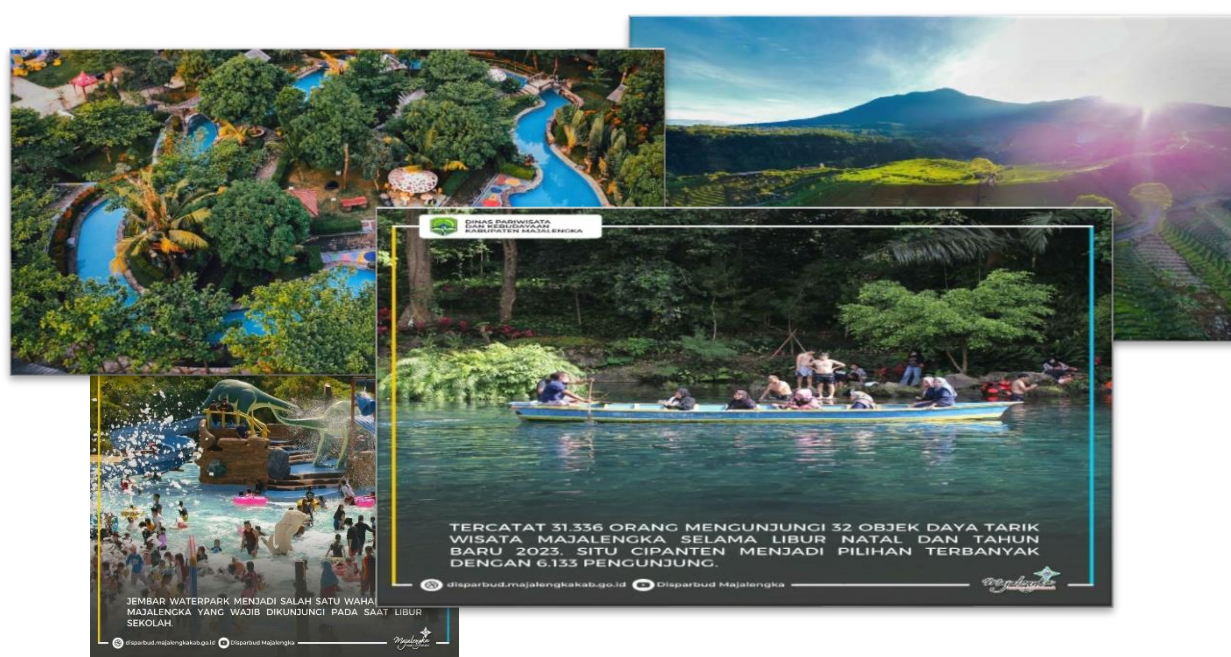 DINAS PARIWISATA
DAN KEBUDAYAAN
KABUPATEN MAJALENGKA
TERCATAT 31.336 ORANG MENGUNJUNGI 32 OBJEK DAYA TARIK
WISATA MAJALENGKA SELAMA LIBUR NATAL DAN TAHUN
BARU 2023. SITU CIPANTEN MENJADI PILIHAN TERBANYAK
DENGAN 6.133 PENGUNJUNG.
disparbud.majalengkakab.go.id Disparbud Majalengka
Majalengka
JEMBAR WATERPARK MENJADI SALAH SATU
MAJALENGKA YANG WAJIB DIKUNJUNGI PADA SAAT LIBUR
SEKOLAH.
disparbud.majalengkakab.go.id Disparbud Majalengka
Majalengka